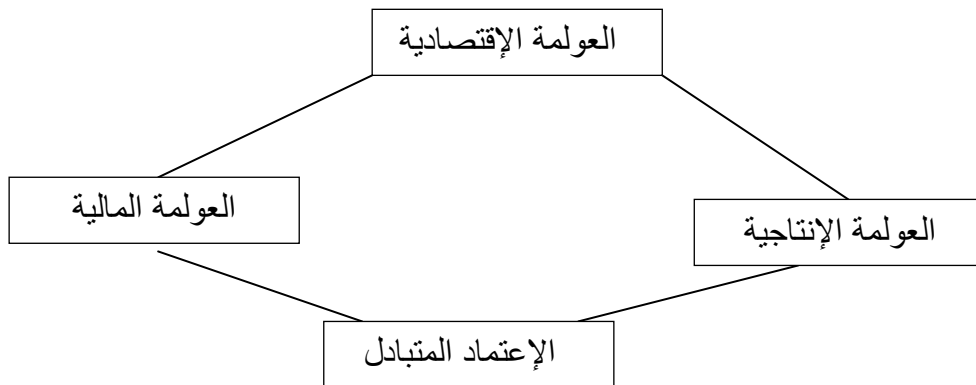 العولمة الإقتصادية
العولمة الإنتاجية
العولمة المالية
الإعتماد المتبادل